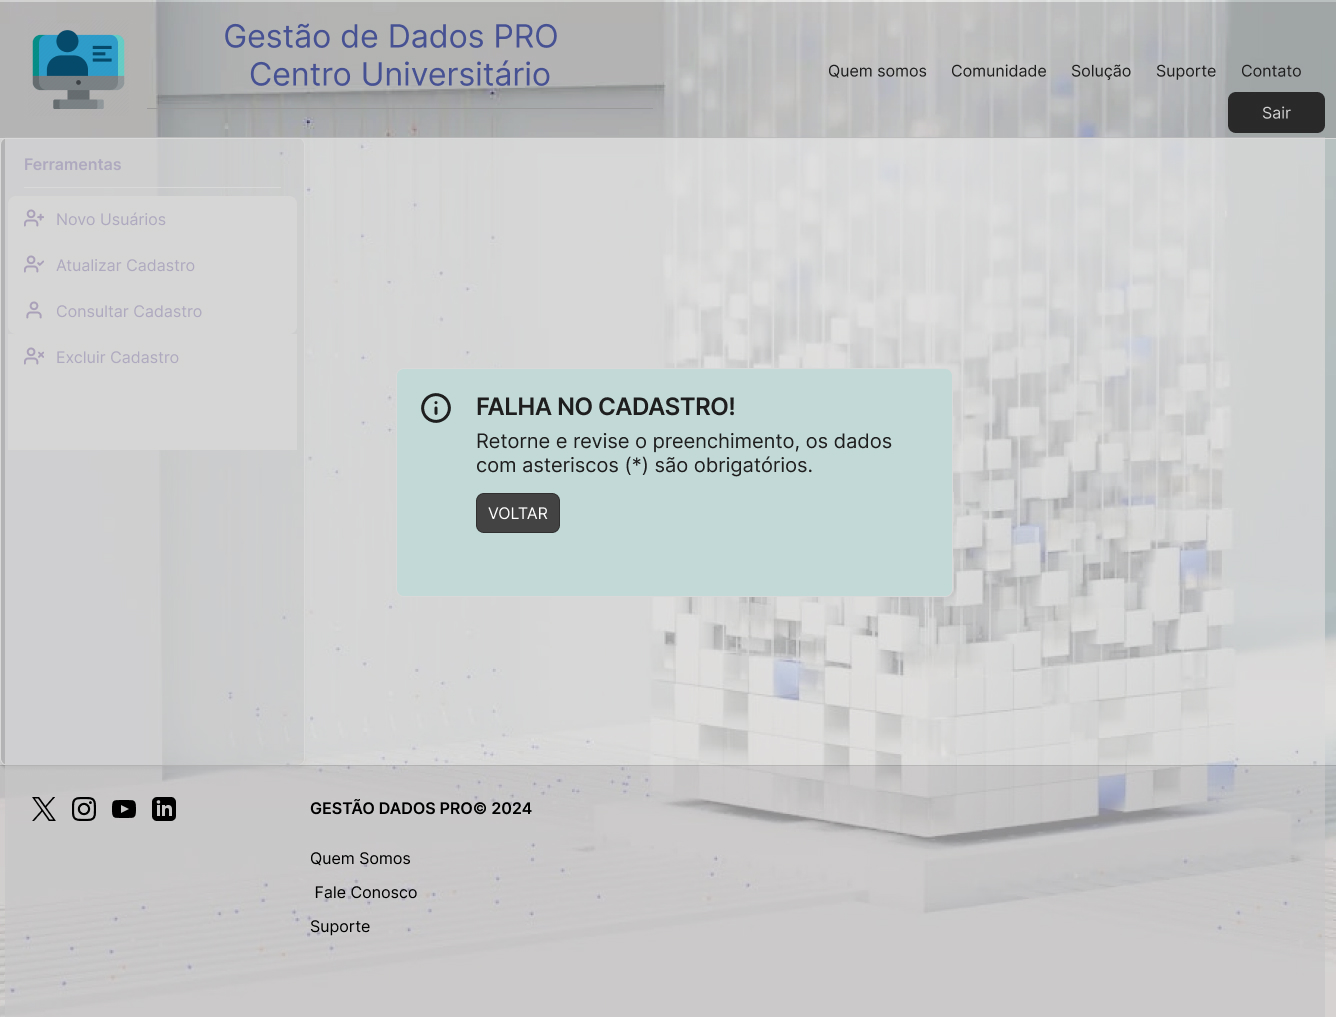 Gestão de Dados PRO
Centro Universitário
Quem somos
Comunidade
Solução
Suporte
Contato
Sair
Ferramentas
Novo Usuários
Atualizar Cadastro
Consultar Cadastro
Excluir Cadastro
FALHA NO CADASTRO!
Retorne e revise o preenchimento, os dados
com asteriscos (*) são obrigatórios.
VOLTAR
GESTÃO DADOS PRO© 2024
Quem Somos
Fale Conosco
Suporte